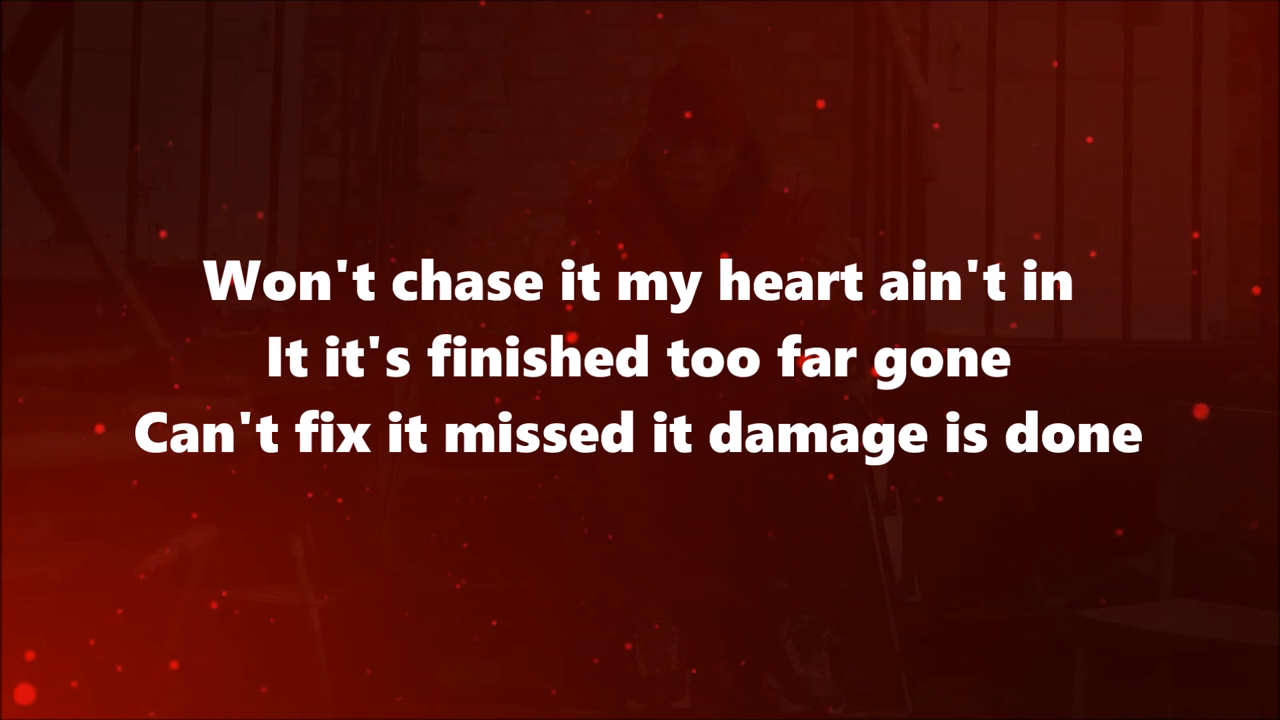 Won't chase it my heart ain't in
It it's finished too far gone
Can't fix it missed it damage is done